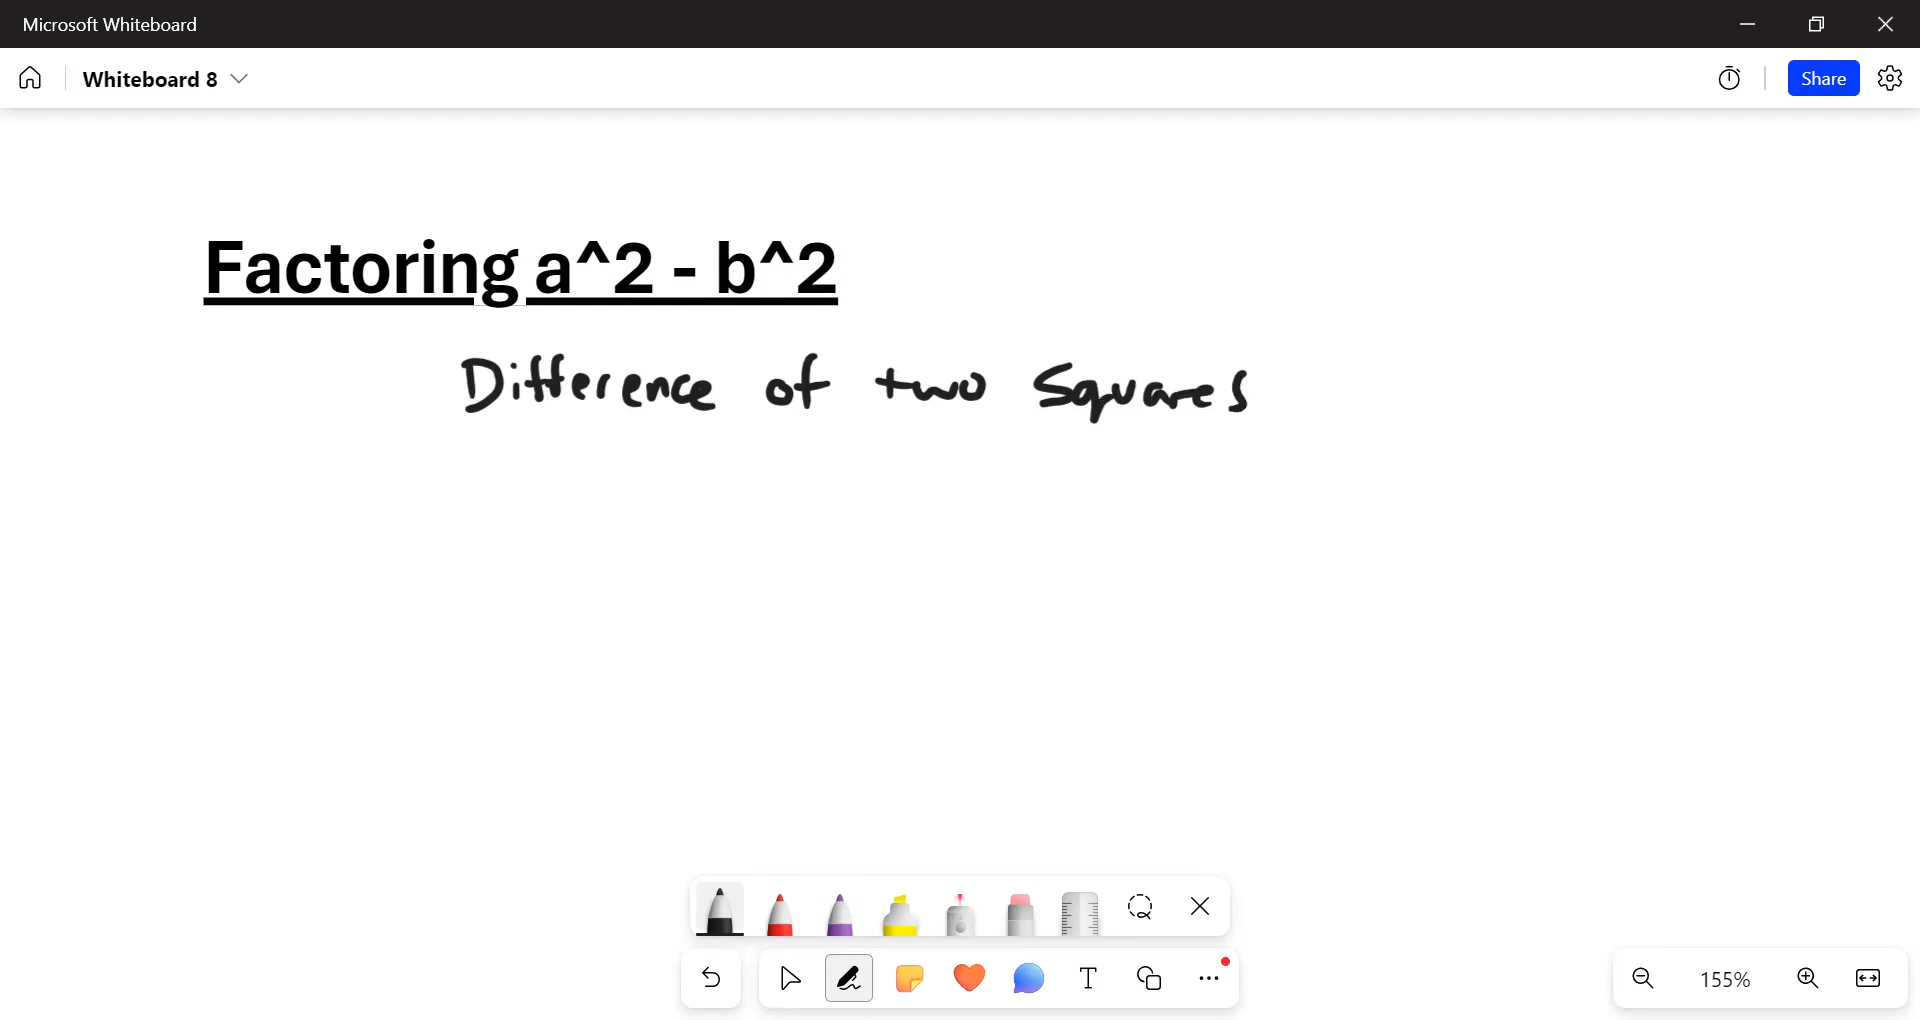 Microsoft Whiteboard
Whiteboard 8
Share
Factoring a^2 - b^2
Difference of two Squares
T
155%